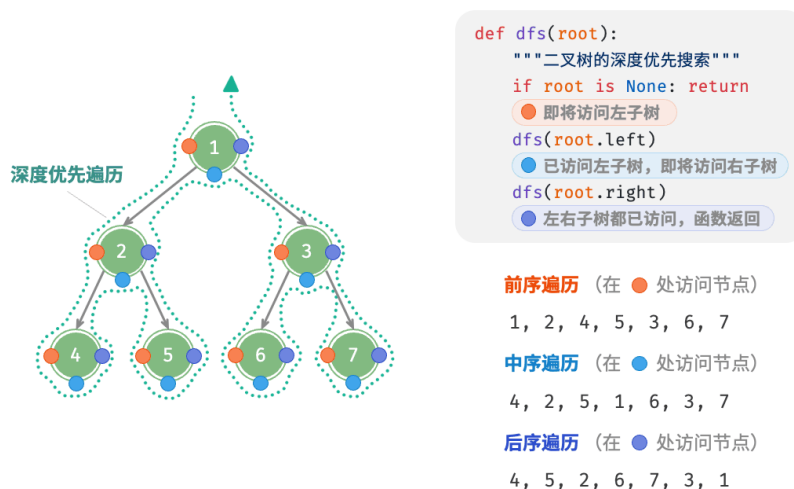 def dfs(root):
"""二叉树的深度优先搜索"""
if root is None: return
即将访问左子树
dfs(root.left)
已访问左子树，即将访问右子树
dfs(root.right)
左右子树都已访问，函数返回
深度优先遍历
1
2
3
4
5
6
7
前序遍历 （在 处访问节点）
1, 2, 4, 5, 3, 6, 7
中序遍历 （在 处访问节点）
4, 2, 5, 1, 6, 3, 7
后序遍历 （在 处访问节点）
4, 5, 2, 6, 7, 3, 1